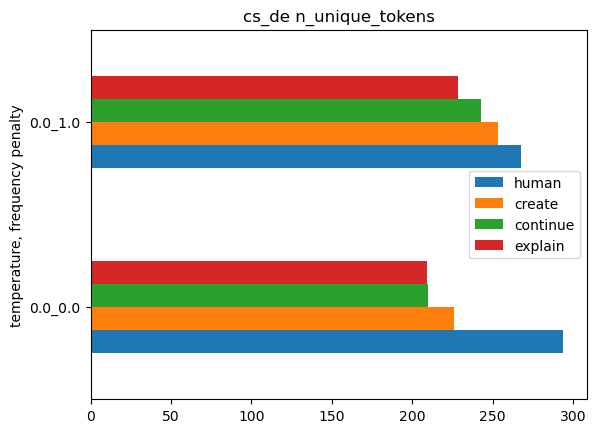 cs_de n_unique_tokens
temperature, frequency penalty
0.0_1.0
0.0_0.0
human
create
continue
explain
0 50 100 150 200 250 300